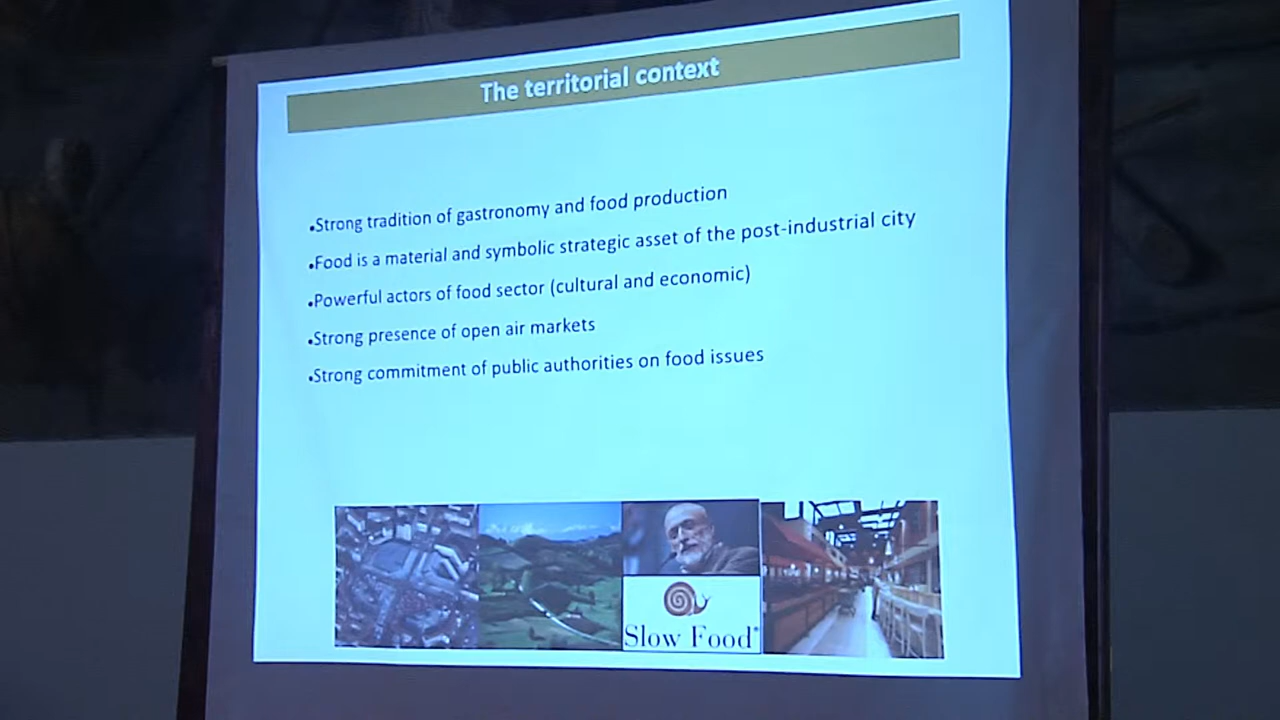 The territorial context
•Strong tradition of gastronomy and food production
•Food is a material and symbolic strategic asset of the post-industrial city
•Powerful actors of food sector (cultural and economic)
•Strong presence of open air markets
•Strong commitment of public authorities on food issues
Slow Food®